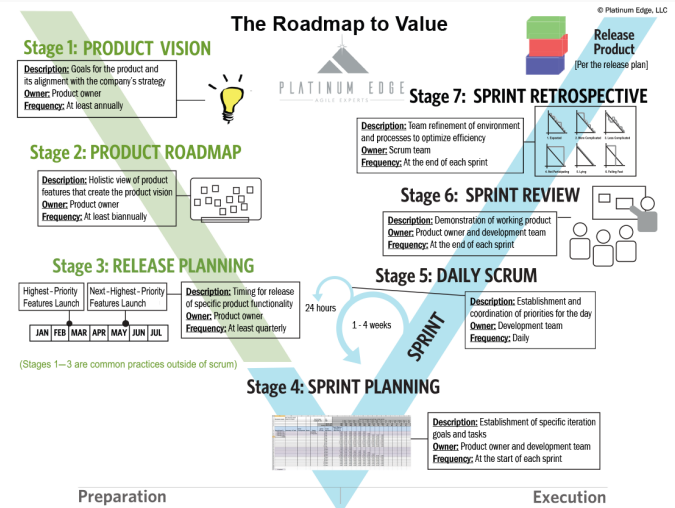 © Platinum Edge, LLC
The Roadmap to Value
PLATINUM EDGE
AGILE EXPERTS
Stage 1: PRODUCT VISION
Description: Goals for the product and
its alignment with the company's strategy
Owner: Product owner
Frequency: At least annually
Stage 2: PRODUCT ROADMAP
Description: Holistic view of product
features that create the product vision
Owner: Product owner
Frequency: At least biannually
Stage 3: RELEASE PLANNING
Highest - Priority
Features Launch
Next - Highest - Priority
Features Launch
JAN FEB MAR APR MAY JUN JUL
Description: Timing for release
of specific product functionality
Owner: Product owner
Frequency: At least quarterly
(Stages 1—3 are common practices outside of scrum)
Stage 4: SPRINT PLANNING
Description: Establishment of specific iteration
goals and tasks
Owner: Product owner and development team
Frequency: At the start of each sprint
24 hours
1 - 4 weeks
SPRINT
Stage 5: DAILY SCRUM
Description: Establishment and
coordination of priorities for the day
Owner: Development team
Frequency: Daily
Stage 6: SPRINT REVIEW
Description: Demonstration of working product
Owner: Product owner and development team
Frequency: At the end of each sprint
Stage 7: SPRINT RETROSPECTIVE
Description: Team refinement of environment
and processes to optimize efficiency
Owner: Scrum team
Frequency: At the end of each sprint
Release
Product
[Per the release plan]
Preparation
Execution